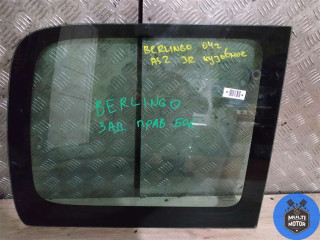 BERLINGO 04г
AS2 3R кузовное
BERLINGO
ЗАД ПРАВ БОК
MULTI
MOTOR